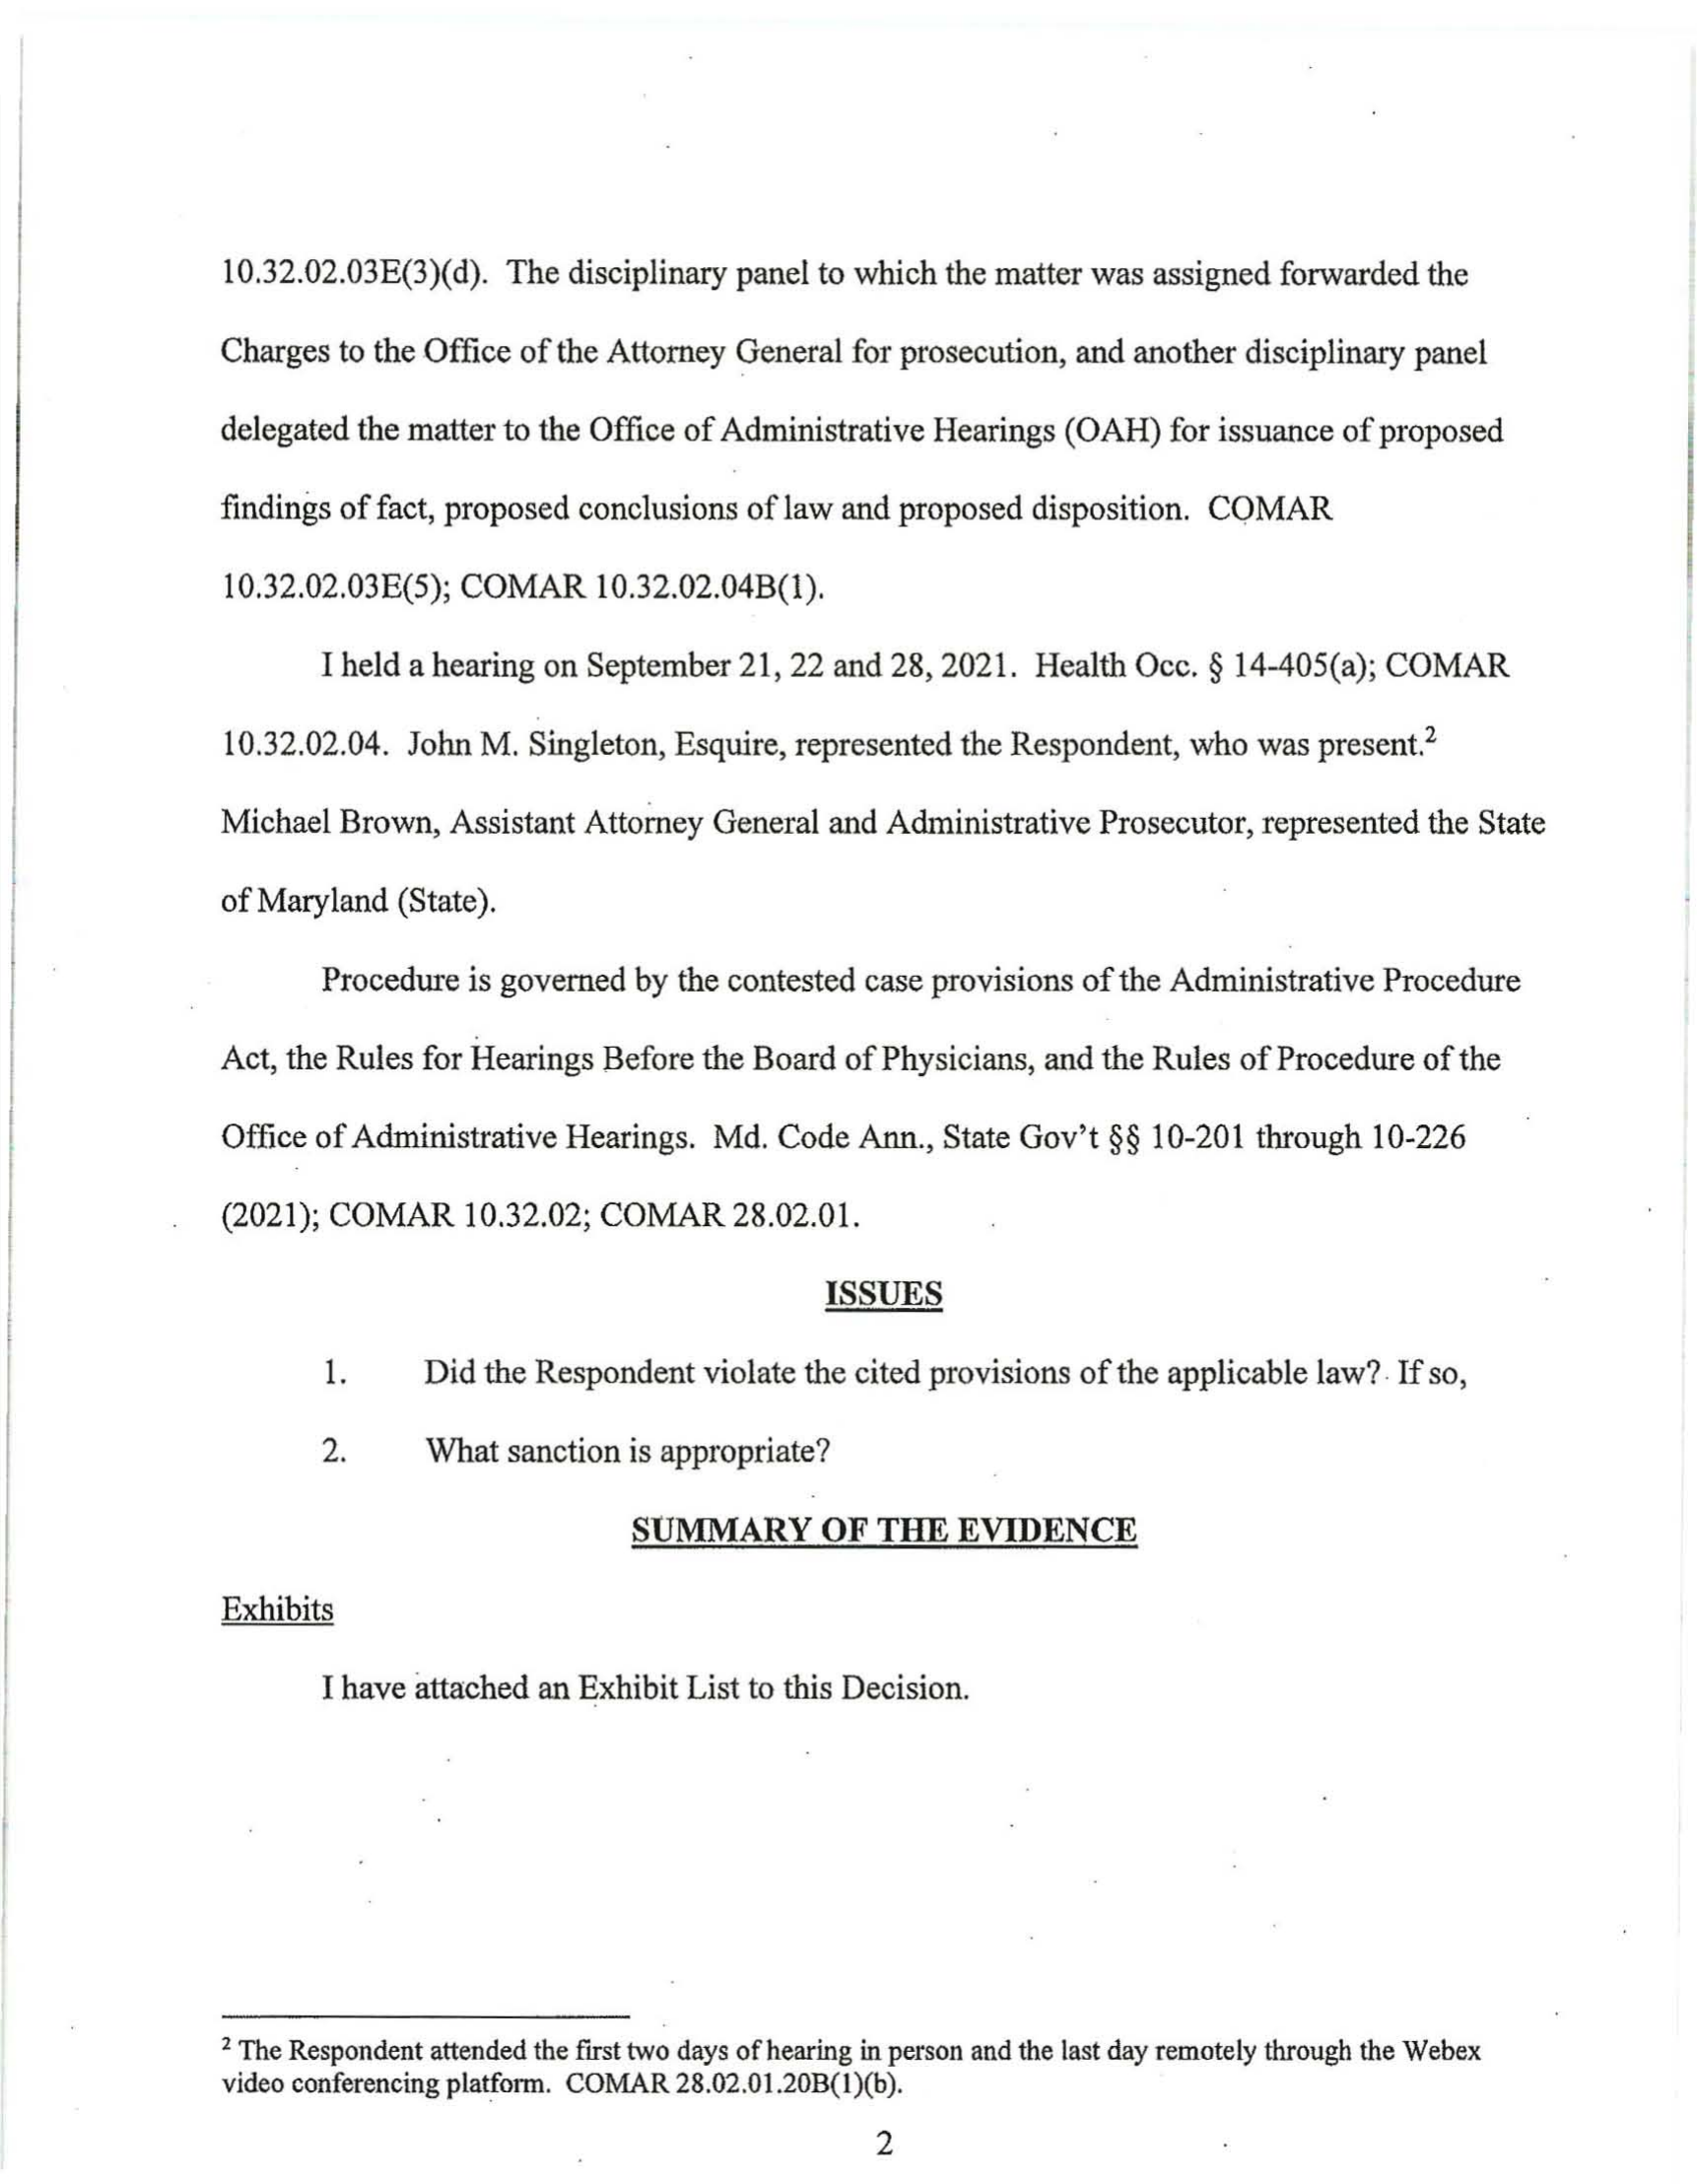 10.32.02.03E(3)(d). The disciplinary panel to which the matter was assigned forwarded the
Charges to the Office of the Attorney General for prosecution, and another disciplinary panel
delegated the matter to the Office of Administrative Hearings (OAH) for issuance of proposed
findings of fact, proposed conclusions of law and proposed disposition. COMAR
10.32.02.03E(5); COMAR 10.32.02.04B(1).
I held a hearing on September 21, 22 and 28, 2021. Health Occ. § 14-405(a); COMAR
10.32.02.04. John M. Singleton, Esquire, represented the Respondent, who was present.²
Michael Brown, Assistant Attorney General and Administrative Prosecutor, represented the State
of Maryland (State).
Procedure is governed by the contested case provisions of the Administrative Procedure
Act, the Rules for Hearings Before the Board of Physicians, and the Rules of Procedure of the
Office of Administrative Hearings. Md. Code Ann., State Gov't §§ 10-201 through 10-226
(2021); COMAR 10.32.02; COMAR 28.02.01.
ISSUES
1. Did the Respondent violate the cited provisions of the applicable law? If so,
2. What sanction is appropriate?
SUMMARY OF THE EVIDENCE
Exhibits
I have attached an Exhibit List to this Decision.
² The Respondent attended the first two days of hearing in person and the last day remotely through the Webex
video conferencing platform. COMAR 28.02.01.20B(1)(b).
2